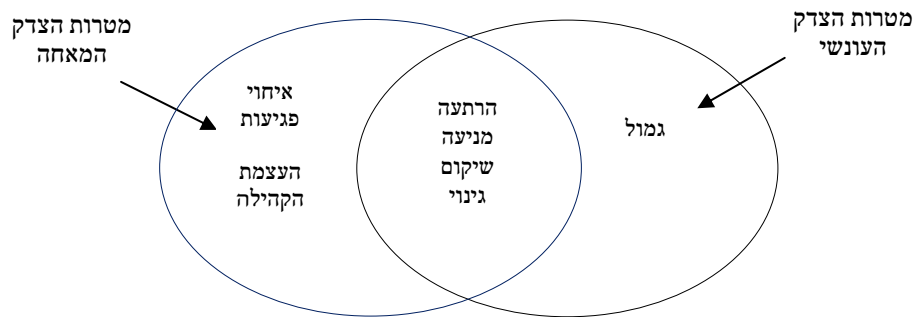 מטרות הצדק
העונשי
מטרות הצדק
המאחה
גמול
הרתעה
מניעה
שיקום
גינוי
איחוי
פגיעות
העצמת
הקהילה